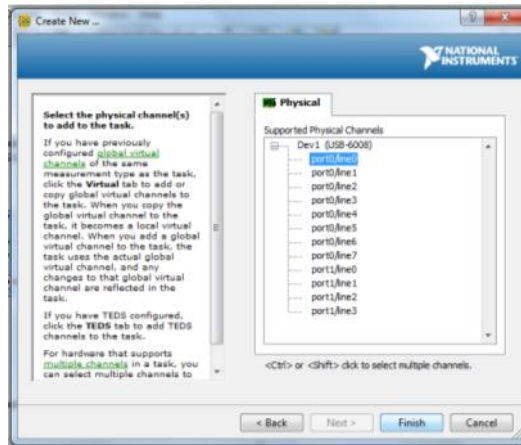 Create New ...
NATIONAL
INSTRUMENTS
Select the physical channel(s)
to add to the task.
If you have previously
configured global virtual
channels of the same
measurement type as the task,
click the Virtual tab to add or
copy global virtual channels to
the task. When you copy the
global virtual channel to the
task, it becomes a local virtual
channel. When you add a global
virtual channel to the task, the
task uses the actual global
virtual channel, and any
changes to that global virtual
channel are reflected in the
task.
If you have TEDS configured,
click the TEDS tab to add TEDS
channels to the task.
For hardware that supports
multiple channels in a task, you
can select multiple channels to
Physical
Supported Physical Channels
Dev1 (USB-6008)
port0/line0
port0/line1
port0/line2
port0/line3
port0/line4
port0/line5
port0/line6
port0/line7
port1/line0
port1/line1
port1/line2
port1/line3
<Ctrl> or <Shift> click to select multiple channels.
< Back
Next >
Finish
Cancel